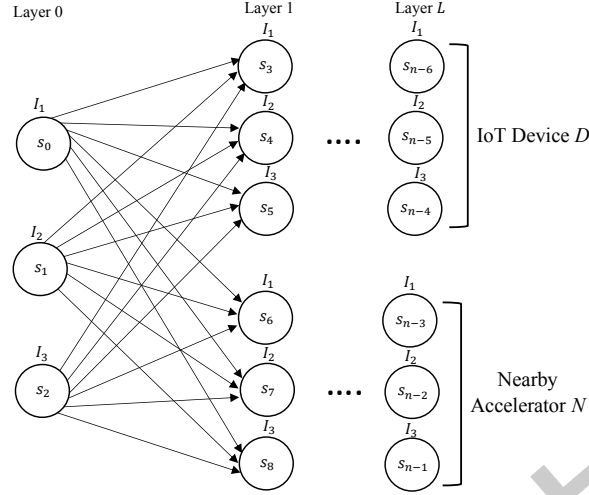 Layer 0
Layer 1
Layer L
I₁
s₀
I₂
s₁
I₃
s₂
I₁
s₃
I₂
s₄
I₃
s₅
I₁
s₆
I₂
s₇
I₃
s₈
....
....
I₁
sₙ₋₆
I₂
sₙ₋₅
I₃
sₙ₋₄
IoT Device D
I₁
sₙ₋₃
I₂
sₙ₋₂
I₃
sₙ₋₁
Nearby
Accelerator N